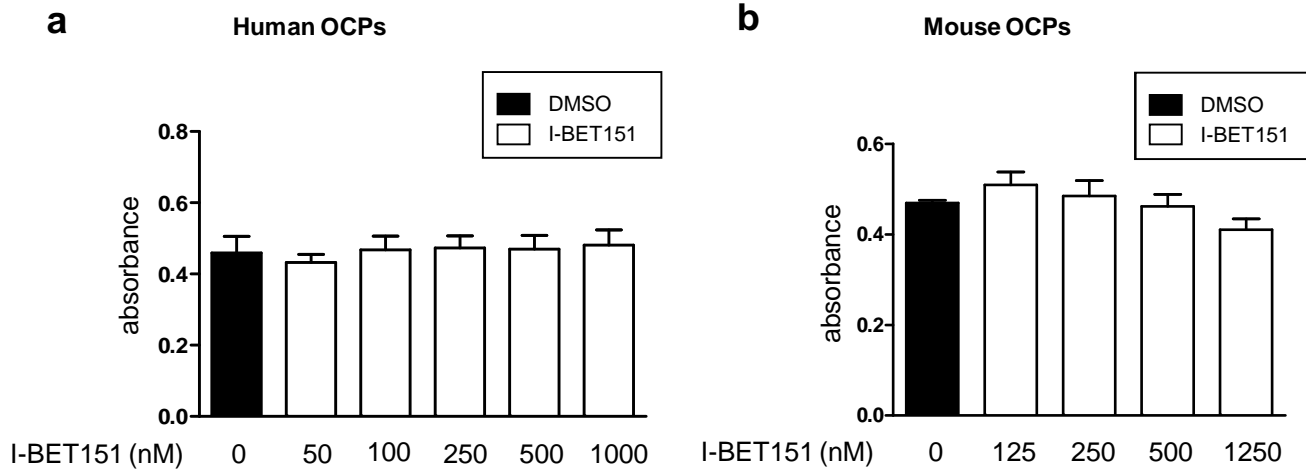 a
Human OCPs
DMSO
I-BET151
0.8
0.6
0.4
0.2
0.0
absorbance
I-BET151 (nM) 0 50 100 250 500 1000
b
Mouse OCPs
DMSO
I-BET151
0.6
0.4
0.2
0.0
absorbance
I-BET151 (nM) 0 125 250 500 1250